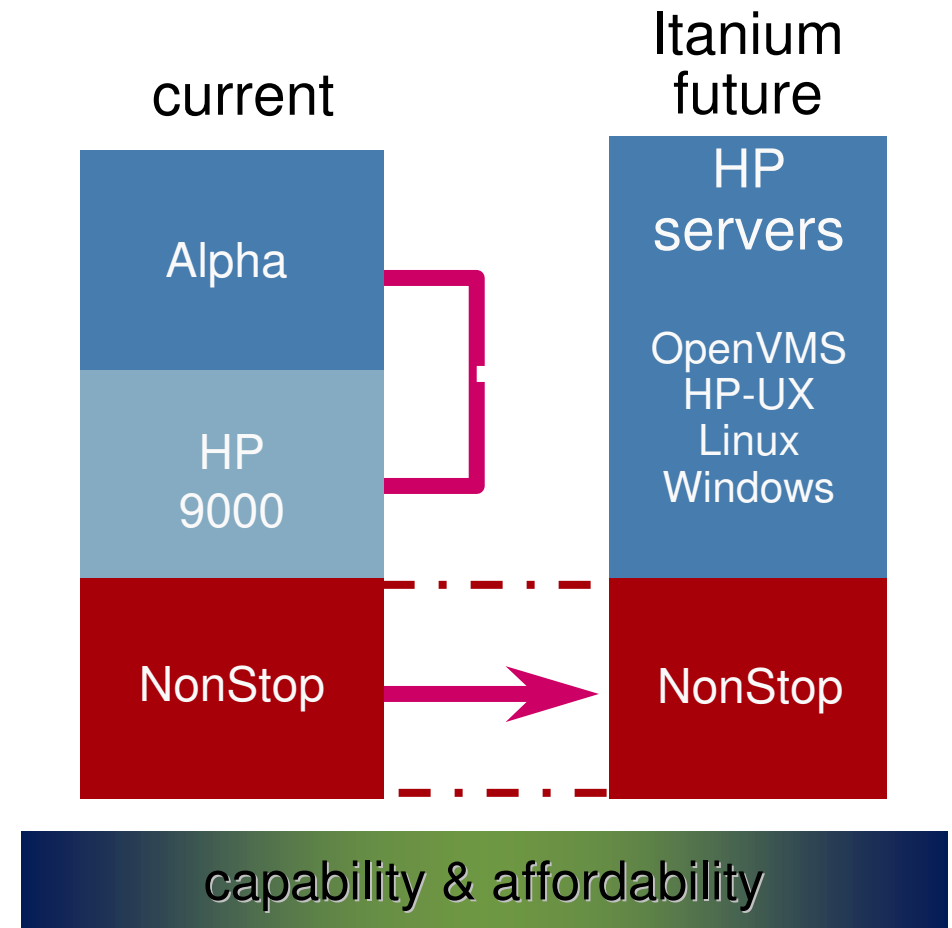 current
Itanium
future
Alpha
HP
9000
NonStop
HP
servers
OpenVMS
HP-UX
Linux
Windows
NonStop
capability & affordability